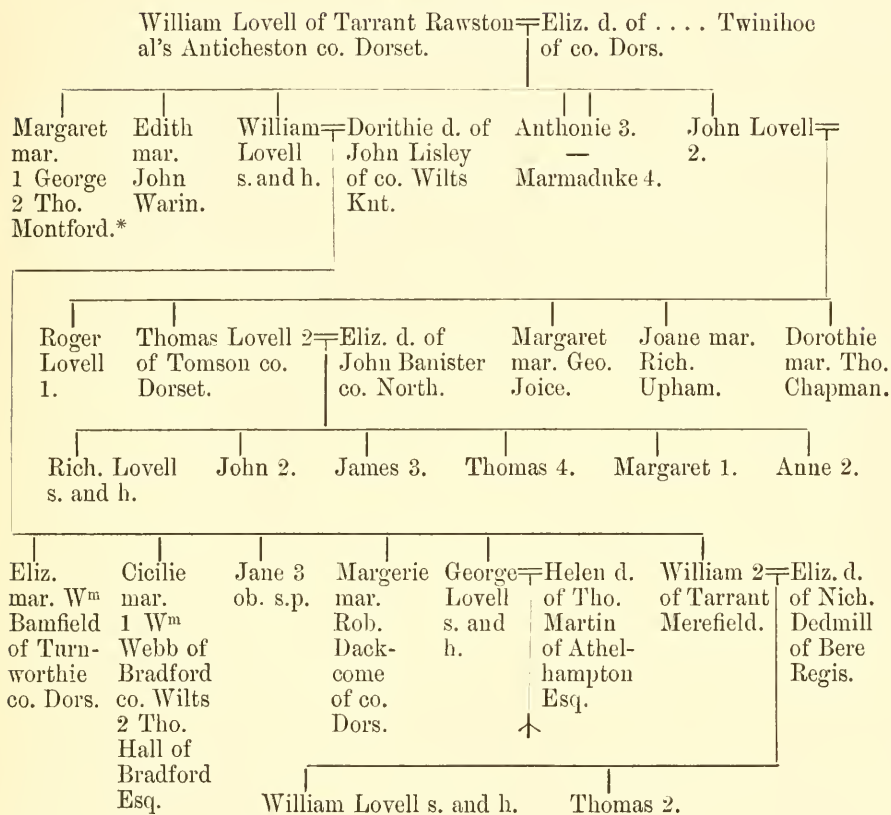 William Lovell of Tarrant Rawston
al's Anticheston co. Dorset.
Eliz. d. of . . . . Twinihoc
of co. Dors.
Margaret
mar.
1 George
2 Tho.
Montford.*
Edith
mar.
John
Warin.
William
Lovell
s. and h.
Dorithie d. of
John Lisley
of co. Wilts
Knt.
Anthonie 3.
—
Marmaduke 4.
John Lovell
2.
Roger
Lovell
1.
Thomas Lovell 2
of Tomson co.
Dorset.
Eliz. d. of
John Banister
co. North.
Margaret
mar. Geo.
Joice.
Joane mar.
Rich.
Upham.
Dorothie
mar. Tho.
Chapman.
Rich. Lovell
s. and h.
John 2.
James 3.
Thomas 4.
Margaret 1.
Anne 2.
Eliz.
mar. Wm
Bamfield
of Turn-
worthie
co. Dors.
Cicilie
mar.
1 Wm
Webb of
Bradford
co. Wilts
2 Tho.
Hall of
Bradford
Esq.
Jane 3
ob. s.p.
Margerie
mar.
Rob.
Dack-
come
of co.
Dors.
George
Lovell
s. and
h.
Helen d.
of Tho.
Martin
of Athel-
hampton
Esq.
William 2
of Tarrant
Merefield.
Eliz. d.
of Nich.
Dedmill
of Bere
Regis.
William Lovell s. and h.
Thomas 2.